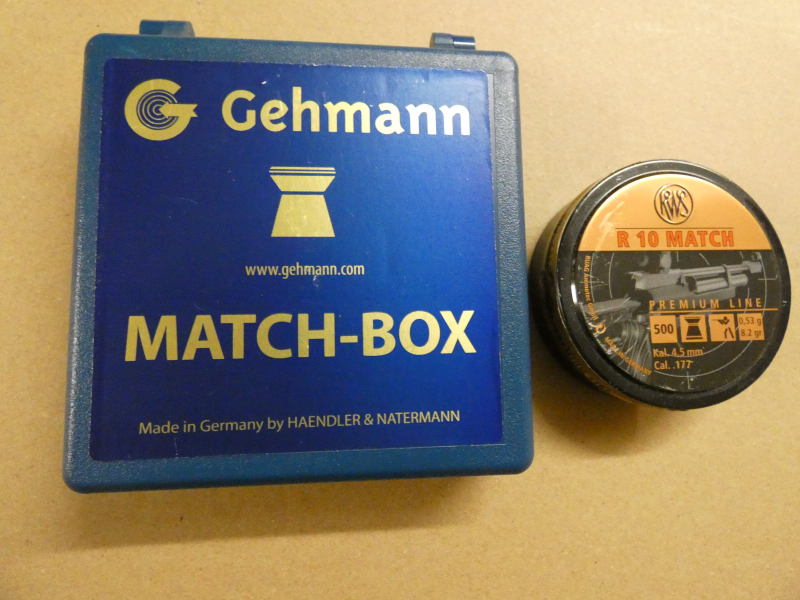 Gehmann
www.gehmann.com
MATCH-BOX
Made in Germany by HAENDLER & NATERMANN
RWS
R 10 MATCH
PREMIUM LINE
500
0,53 g
8.2 gr
Kal. 4,5 mm
Cal. .177